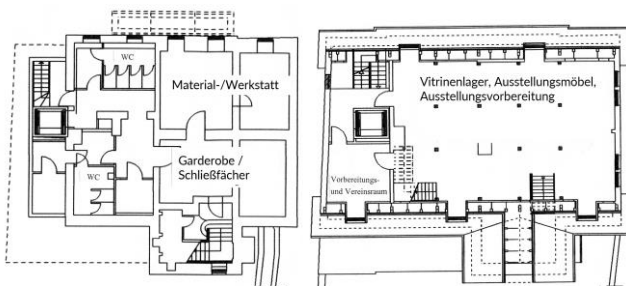 WC
Material-/Werkstatt
Garderobe /
Schließfächer
WC
Vitrinenlager, Ausstellungsmöbel,
Ausstellungsvorbereitung
Vorbereitungs-
und Vereinsraum